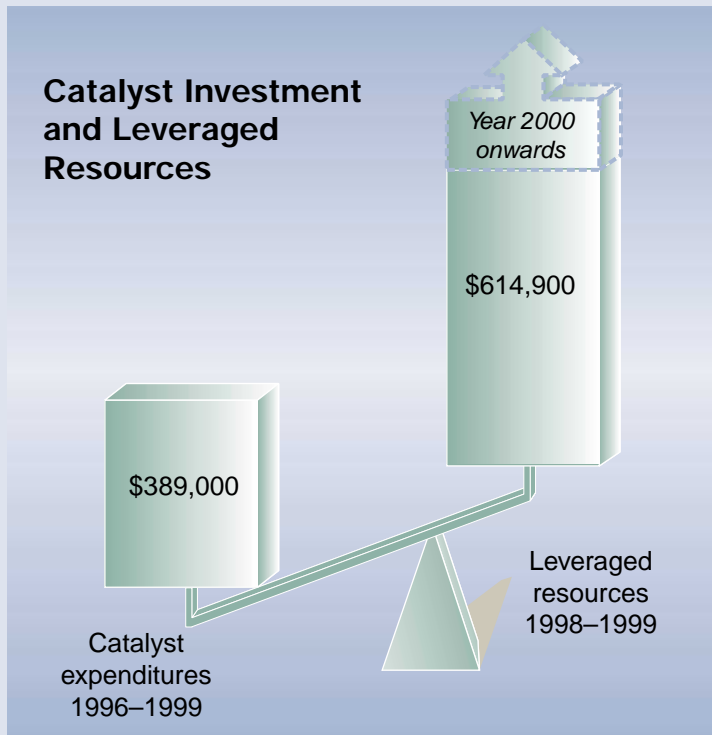 Catalyst Investment
and Leveraged
Resources
Year 2000
onwards
$614,900
$389,000
Leveraged
resources
1998–1999
Catalyst
expenditures
1996–1999